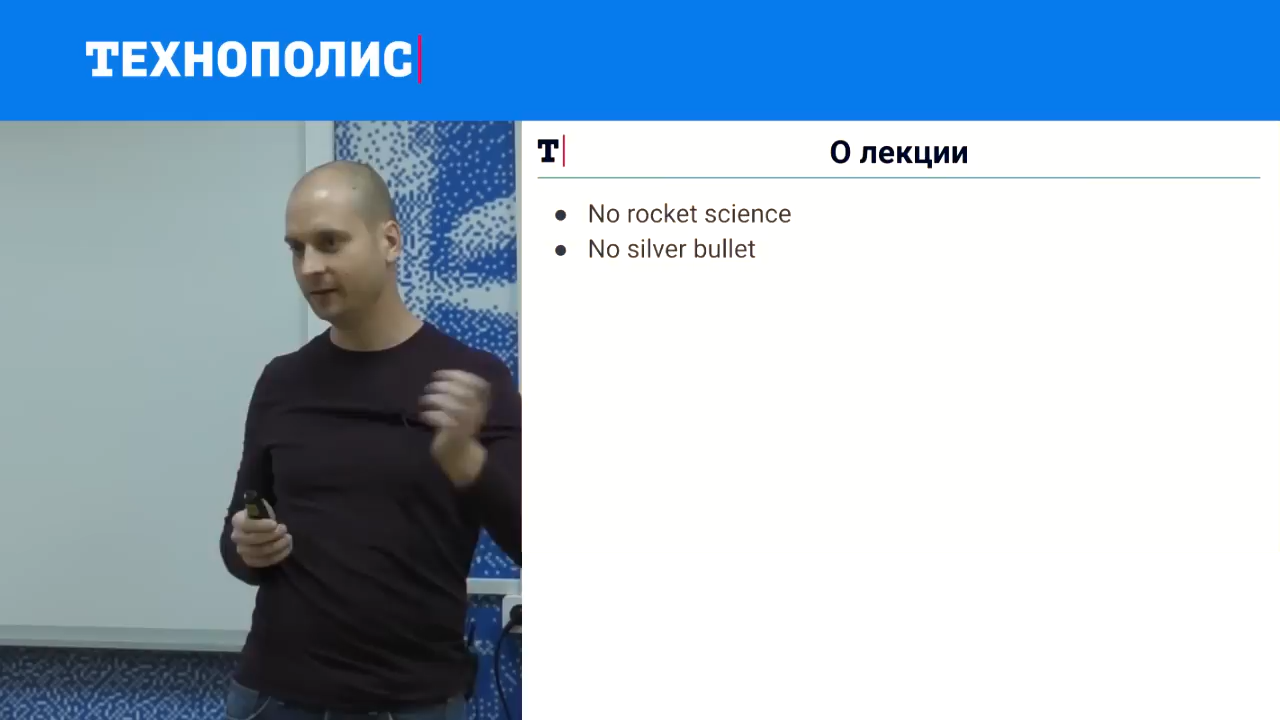 ТЕХНОПОЛИС
Т
О лекции
No rocket science
No silver bullet